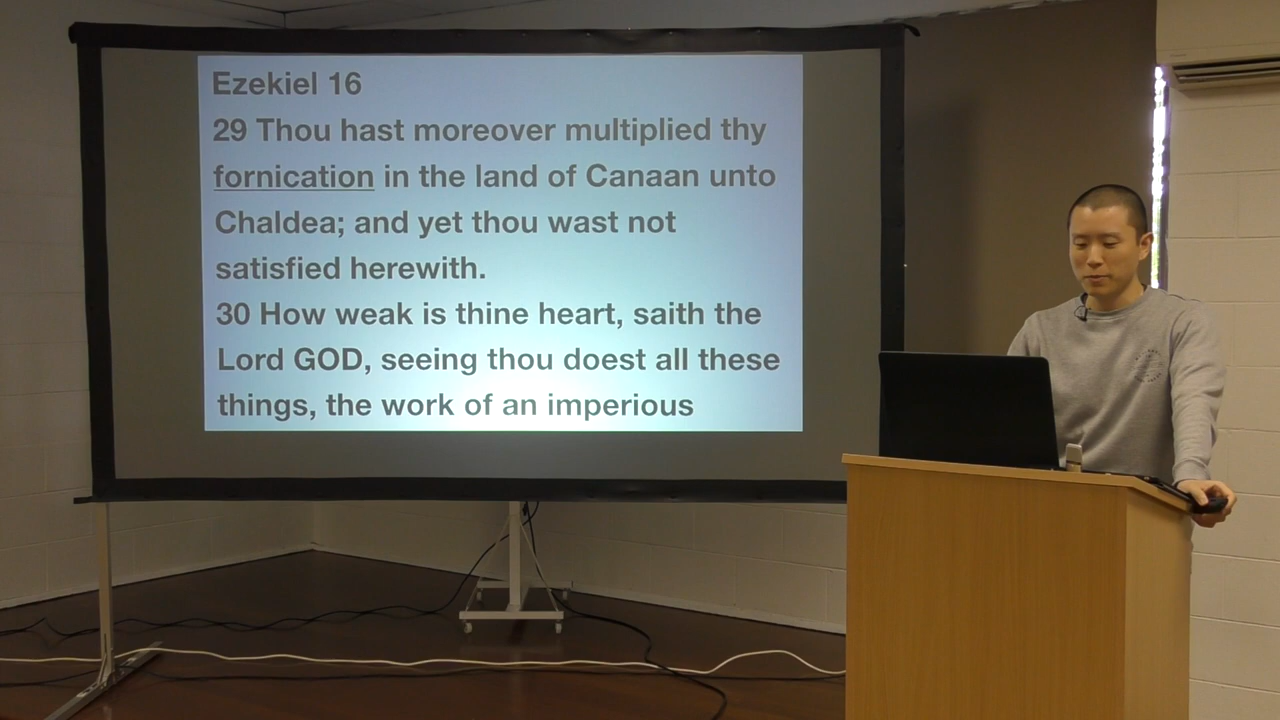 Ezekiel 16
29 Thou hast moreover multiplied thy
fornication in the land of Canaan unto
Chaldea; and yet thou wast not
satisfied herewith.
30 How weak is thine heart, saith the
Lord GOD, seeing thou doest all these
things, the work of an imperious